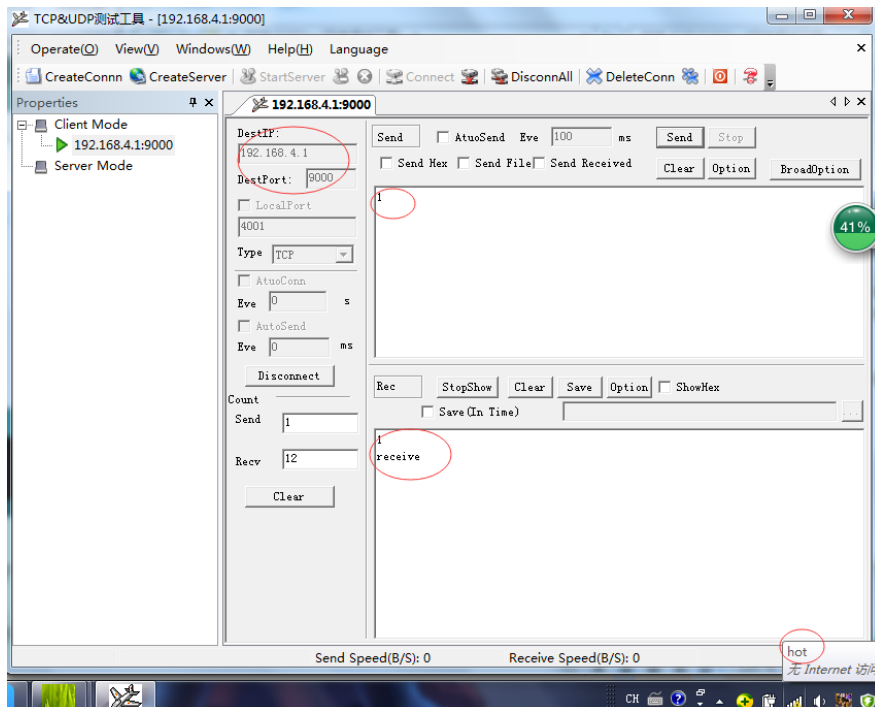 TCP&UDP测试工具 - [192.168.4.1:9000]
Operate(O) View(V) Windows(W) Help(H) Language
CreateConnn CreateServer StartServer Connect DisconnAll DeleteConn
Properties
192.168.4.1:9000
Client Mode
192.168.4.1:9000
Server Mode
DestIP:
192.168.4.1
DestPort: 9000
LocalPort
4001
Type TCP
AtuoConn
Eve 0 s
AutoSend
Eve 0 ms
Disconnect
Count
Send 1
Recv 12
Clear
Send AtuoSend Eve 100 ms Send Stop
Send Hex Send File Send Received Clear Option BroadOption
1
41%
Rec StopShow Clear Save Option ShowHex
Save(In Time) ...
1
receive
Send Speed(B/S): 0 Receive Speed(B/S): 0
hot
无 Internet 访问
CH